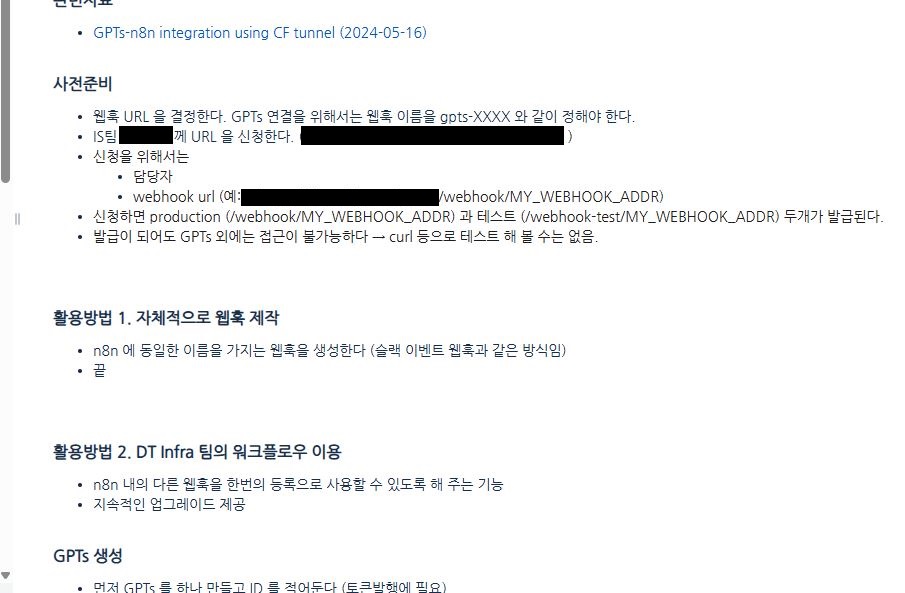 관련자료
GPTs-n8n integration using CF tunnel (2024-05-16)
사전준비
웹훅 URL 을 결정한다. GPTs 연결을 위해서는 웹훅 이름을 gpts-XXXX 와 같이 정해야 한다.
IS팀 께 URL 을 신청한다. ( )
신청을 위해서는
담당자
webhook url (예: /webhook/MY_WEBHOOK_ADDR)
신청하면 production (/webhook/MY_WEBHOOK_ADDR) 과 테스트 (/webhook-test/MY_WEBHOOK_ADDR) 두개가 발급된다.
발급이 되어도 GPTs 외에는 접근이 불가능하다 → curl 등으로 테스트 해 볼 수는 없음.
활용방법 1. 자체적으로 웹훅 제작
n8n 에 동일한 이름을 가지는 웹훅을 생성한다 (슬랙 이벤트 웹훅과 같은 방식임)
끝
활용방법 2. DT Infra 팀의 워크플로우 이용
n8n 내의 다른 웹훅을 한번의 등록으로 사용할 수 있도록 해 주는 기능
지속적인 업그레이드 제공
GPTs 생성
먼저 GPTs 를 하나 만들고 ID 를 적어둔다 (토큰발행에 필요)